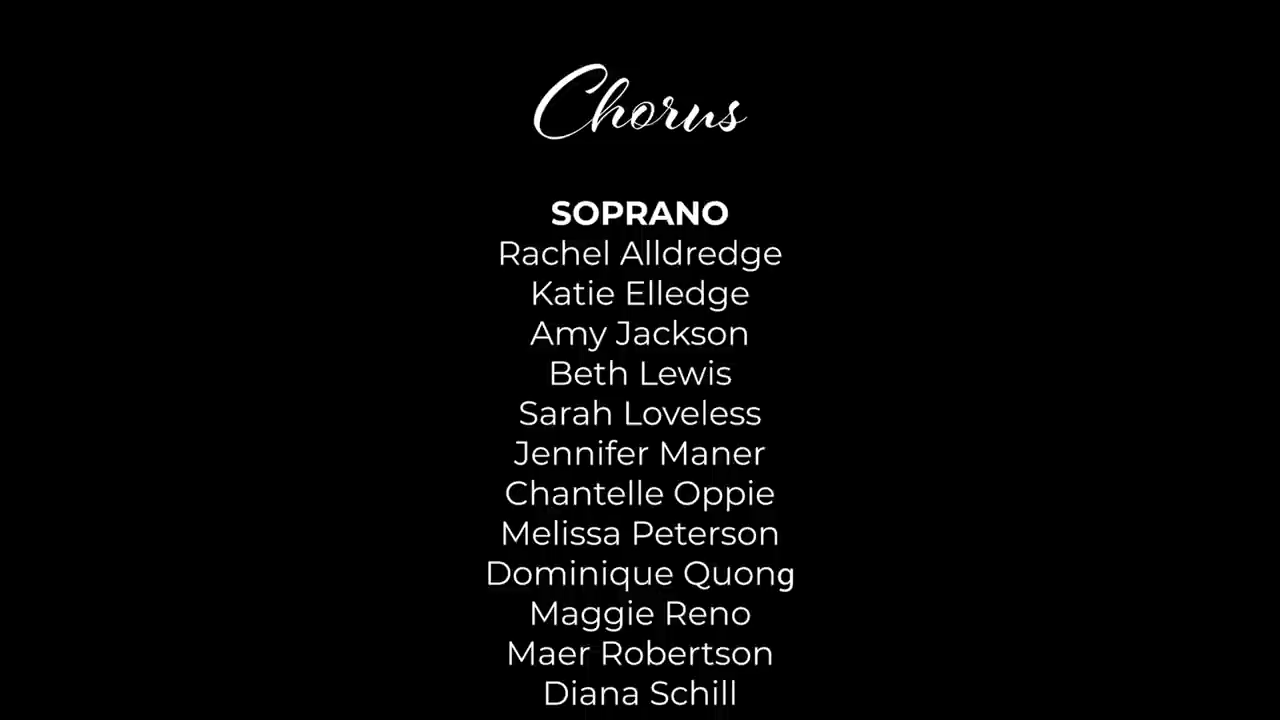 Chorus
SOPRANO
Rachel Alldredge
Katie Elledge
Amy Jackson
Beth Lewis
Sarah Loveless
Jennifer Maner
Chantelle Oppie
Melissa Peterson
Dominique Quong
Maggie Reno
Maer Robertson
Diana Schill